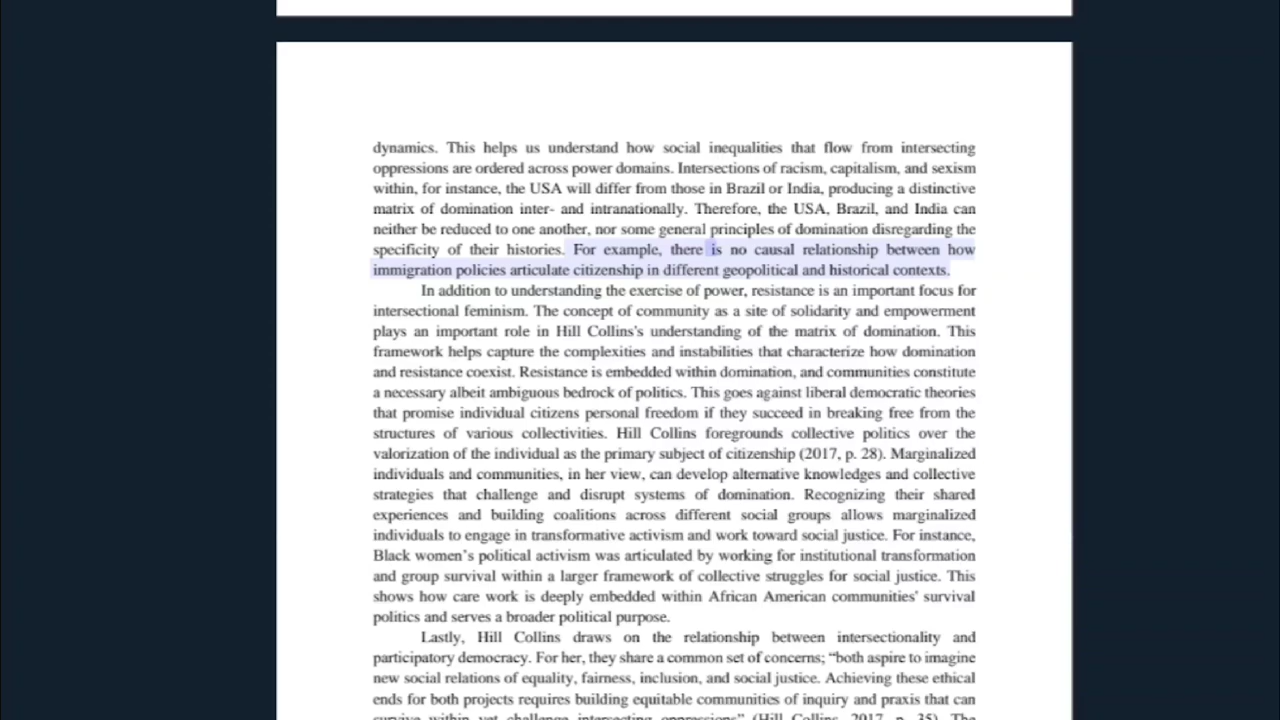 dynamics. This helps us understand how social inequalities that flow from intersecting
oppressions are ordered across power domains. Intersections of racism, capitalism, and sexism
within, for instance, the USA will differ from those in Brazil or India, producing a distinctive
matrix of domination inter- and intranationally. Therefore, the USA, Brazil, and India can
neither be reduced to one another, nor some general principles of domination disregarding the
specificity of their histories. For example, there is no causal relationship between how
immigration policies articulate citizenship in different geopolitical and historical contexts.
In addition to understanding the exercise of power, resistance is an important focus for
intersectional feminism. The concept of community as a site of solidarity and empowerment
plays an important role in Hill Collins's understanding of the matrix of domination. This
framework helps capture the complexities and instabilities that characterize how domination
and resistance coexist. Resistance is embedded within domination, and communities constitute
a necessary albeit ambiguous bedrock of politics. This goes against liberal democratic theories
that promise individual citizens personal freedom if they succeed in breaking free from the
structures of various collectivities. Hill Collins foregrounds collective politics over the
valorization of the individual as the primary subject of citizenship (2017, p. 28). Marginalized
individuals and communities, in her view, can develop alternative knowledges and collective
strategies that challenge and disrupt systems of domination. Recognizing their shared
experiences and building coalitions across different social groups allows marginalized
individuals to engage in transformative activism and work toward social justice. For instance,
Black women's political activism was articulated by working for institutional transformation
and group survival within a larger framework of collective struggles for social justice. This
shows how care work is deeply embedded within African American communities' survival
politics and serves a broader political purpose.
Lastly, Hill Collins draws on the relationship between intersectionality and
participatory democracy. For her, they share a common set of concerns; “both aspire to imagine
new social relations of equality, fairness, inclusion, and social justice. Achieving these ethical
ends for both projects requires building equitable communities of inquiry and praxis that can
survive within yet challenge intersecting oppressions” (Hill Collins, 2017, p. 35). The